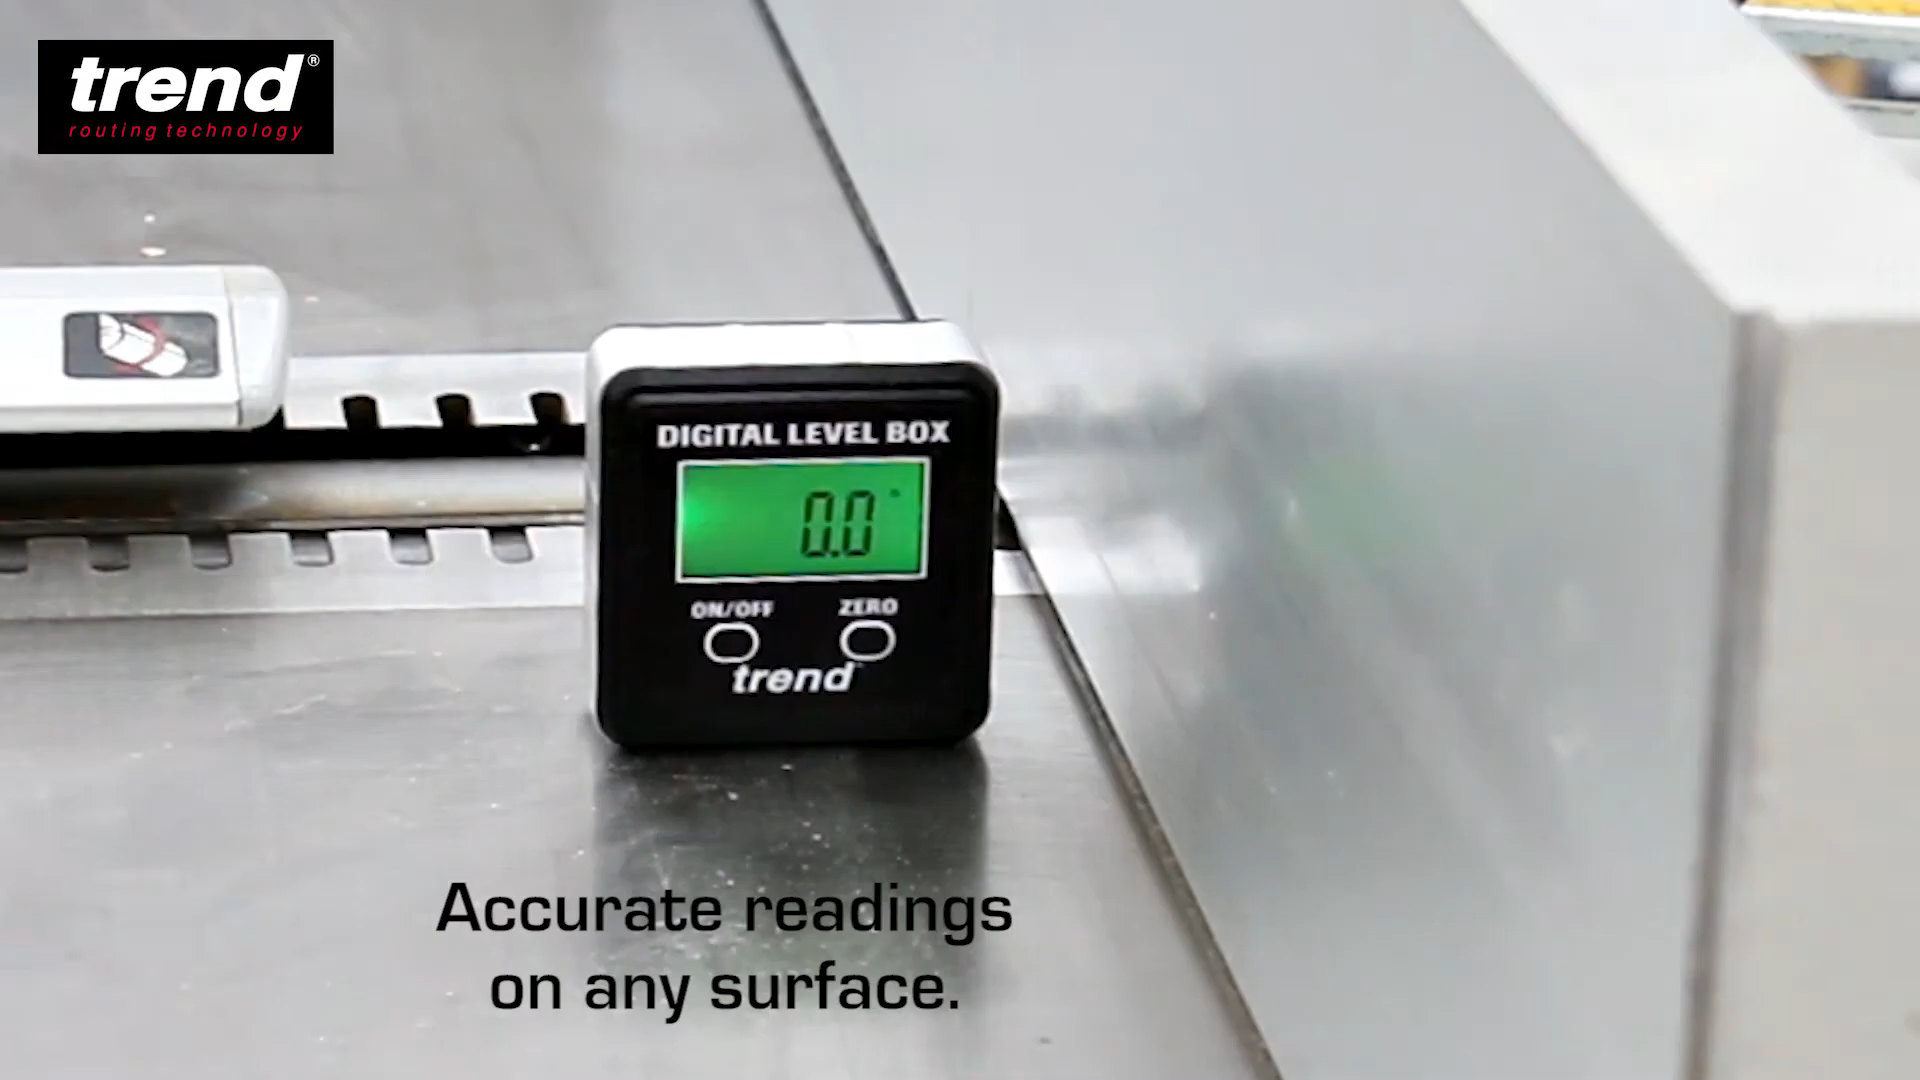 trend®
routing technology
DIGITAL LEVEL BOX
0.0°
ON/OFF ZERO
trend
Accurate readings
on any surface.